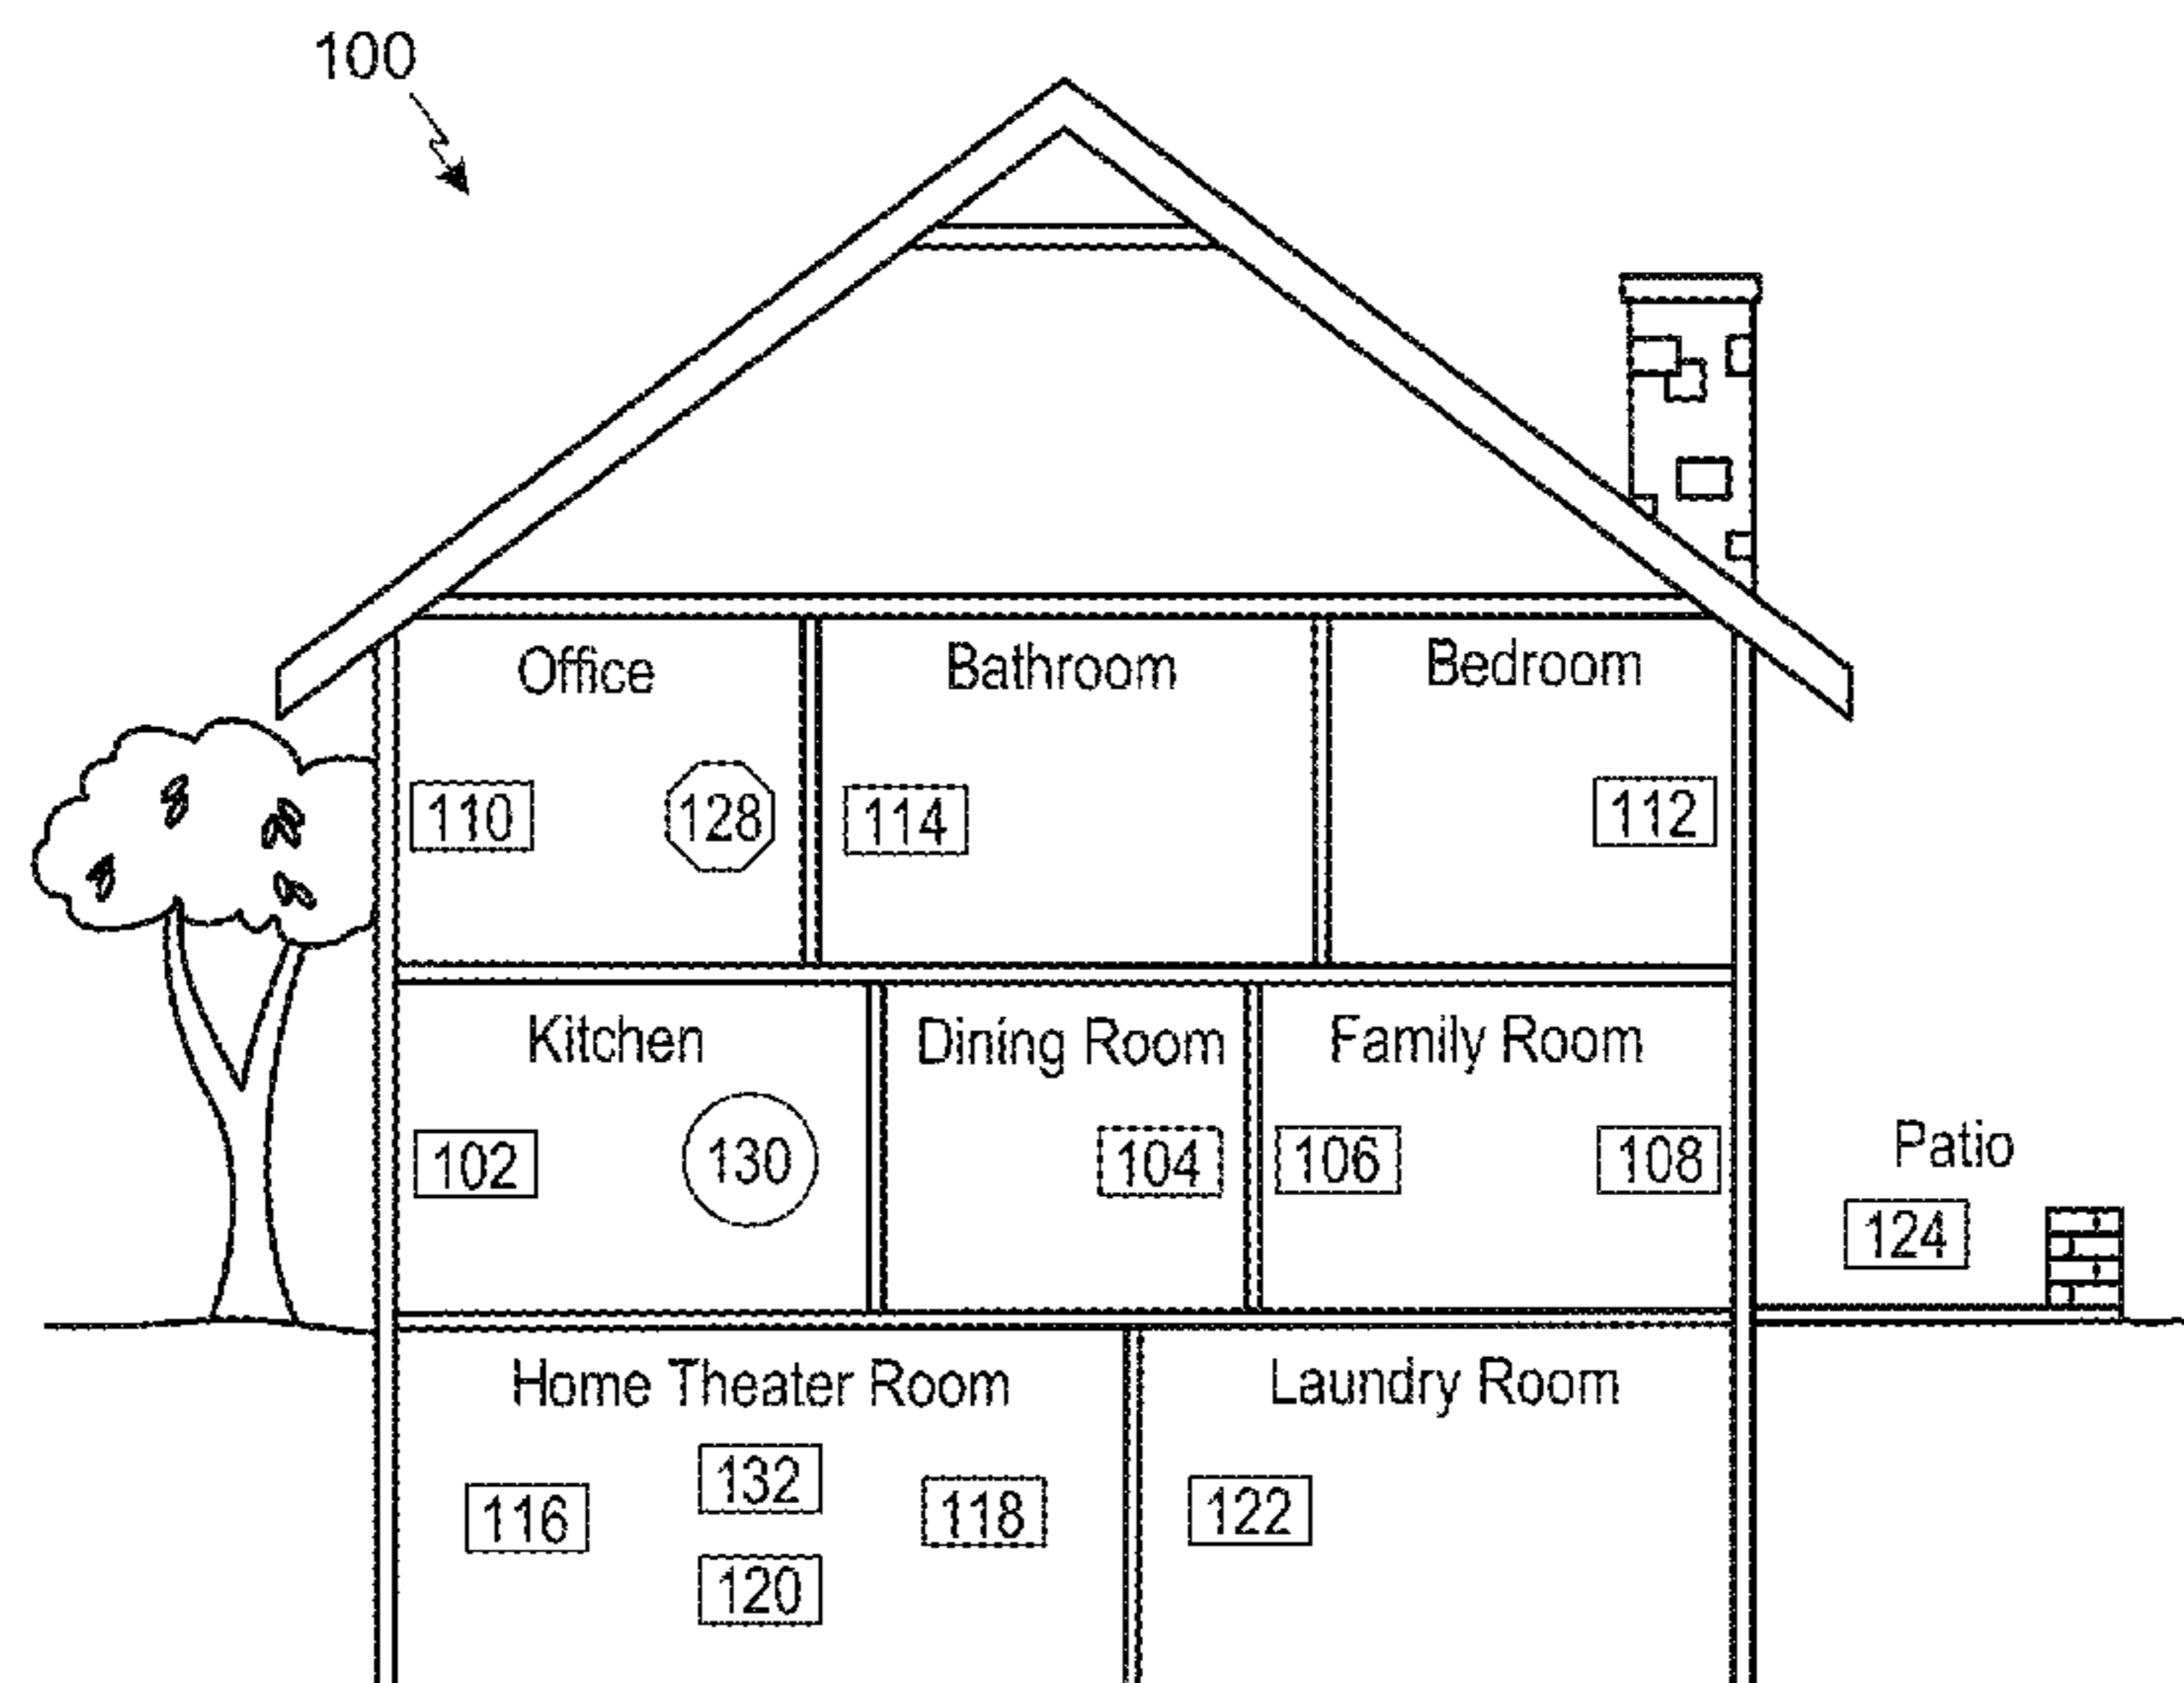 100
Office
Bathroom
Bedroom
110
128
114
112
Kitchen
Dining Room
Family Room
102
130
104
106
108
Patio
124
Home Theater Room
Laundry Room
116
132
118
120
122